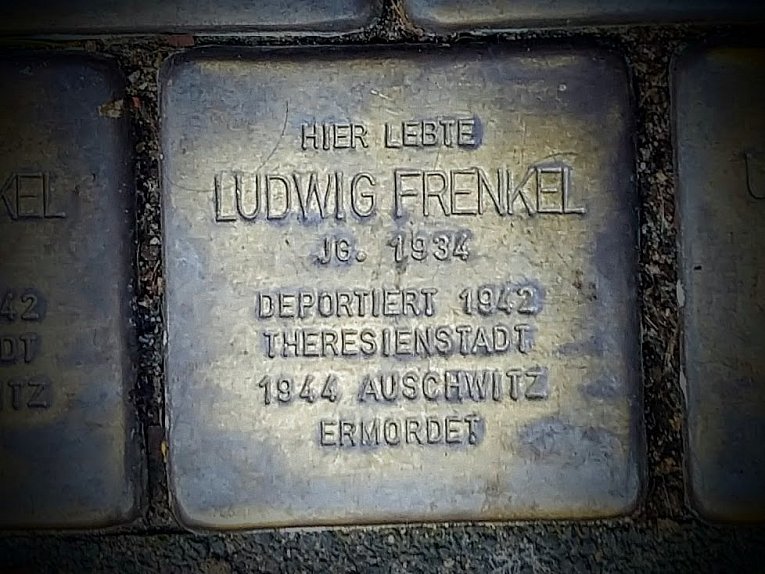 HIER LEBTE
LUDWIG FRENKEL
JG. 1934
DEPORTIERT 1942
THERESIENSTADT
1944 AUSCHWITZ
ERMORDET